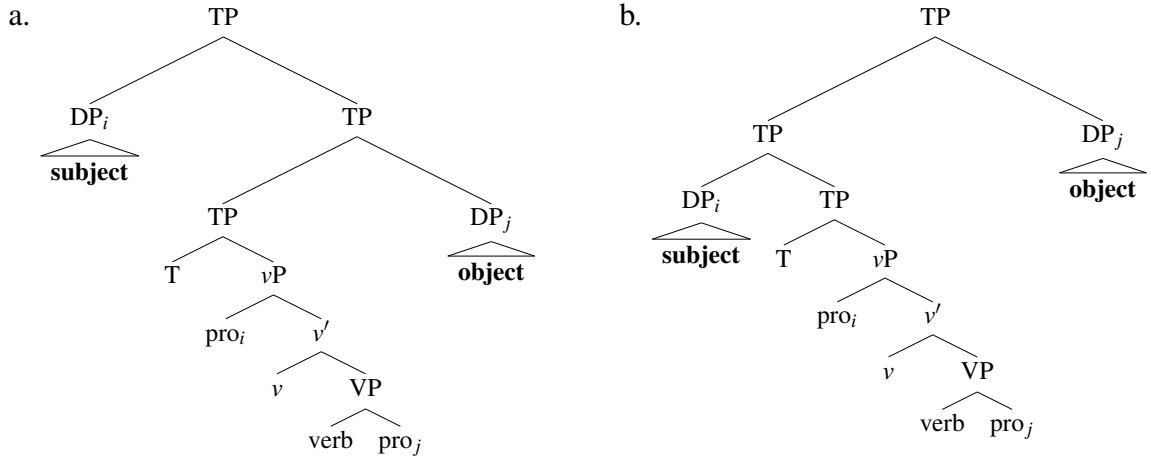 a.
TP
DPi TP
subject
TP DPj
object
T vP
proi v′
v VP
verb proj
b.
TP
TP DPj
object
DPi TP
subject
T vP
proi v′
v VP
verb proj